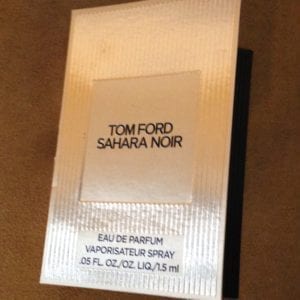 TOM FORD
SAHARA NOIR
EAU DE PARFUM
VAPORISATEUR SPRAY
.05 FL. OZ./OZ. LIQ./1.5 ml